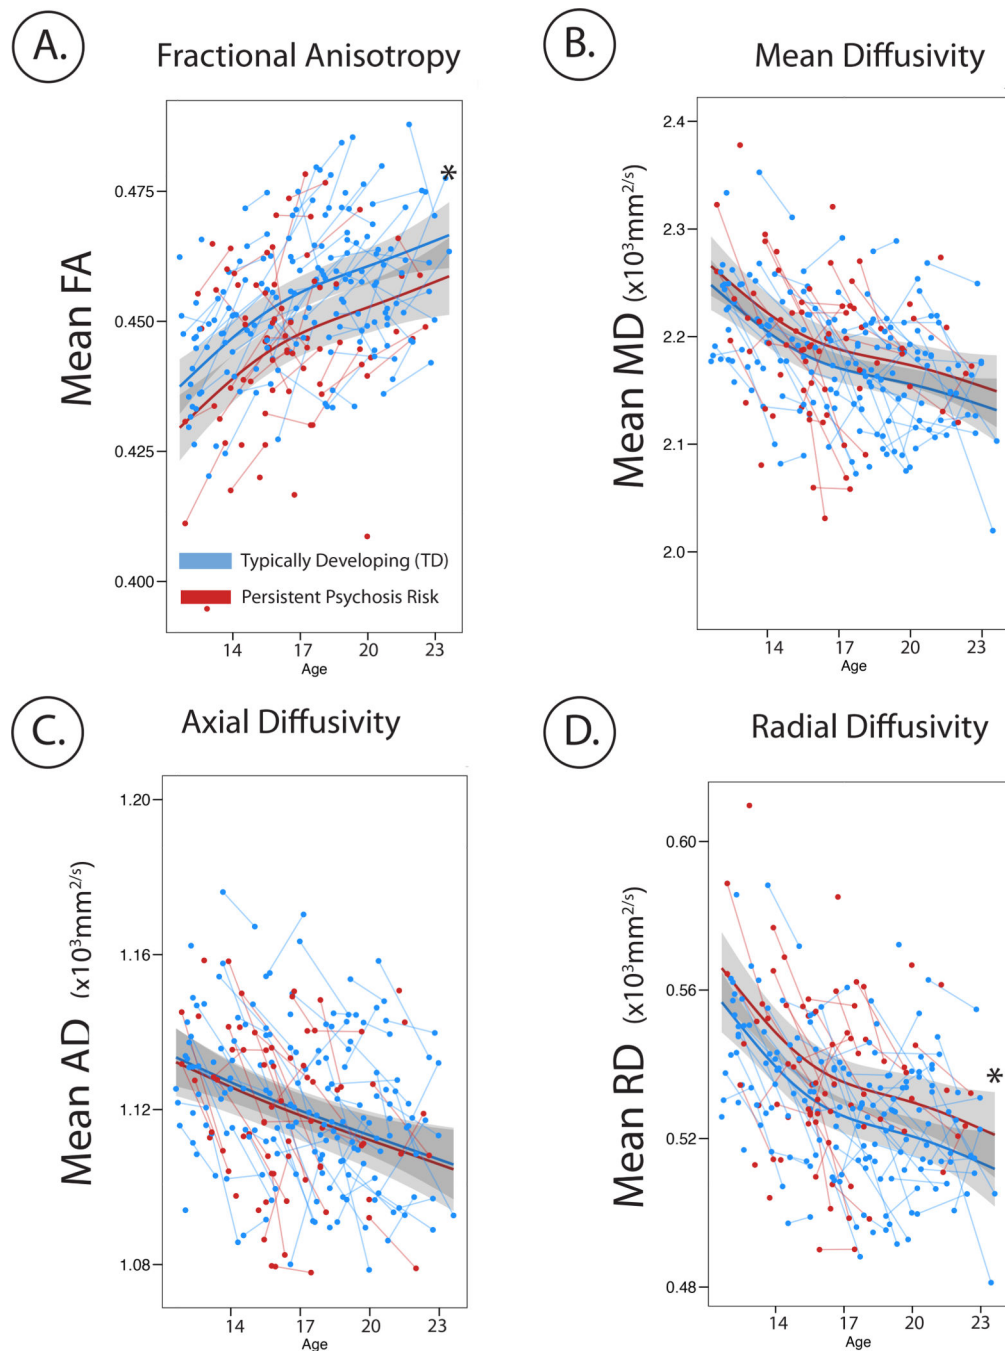 A.
Fractional Anisotropy
Mean FA
0.475
0.450
0.425
0.400
*
Typically Developing (TD)
Persistent Psychosis Risk
14 17 20 23
Age
B.
Mean Diffusivity
Mean MD (x10³mm²/s)
2.4
2.3
2.2
2.1
2.0
14 17 20 23
Age
C.
Axial Diffusivity
Mean AD (x10³mm²/s)
1.20
1.16
1.12
1.08
14 17 20 23
Age
D.
Radial Diffusivity
Mean RD (x10³mm²/s)
0.60
0.56
0.52
0.48
*
14 17 20 23
Age